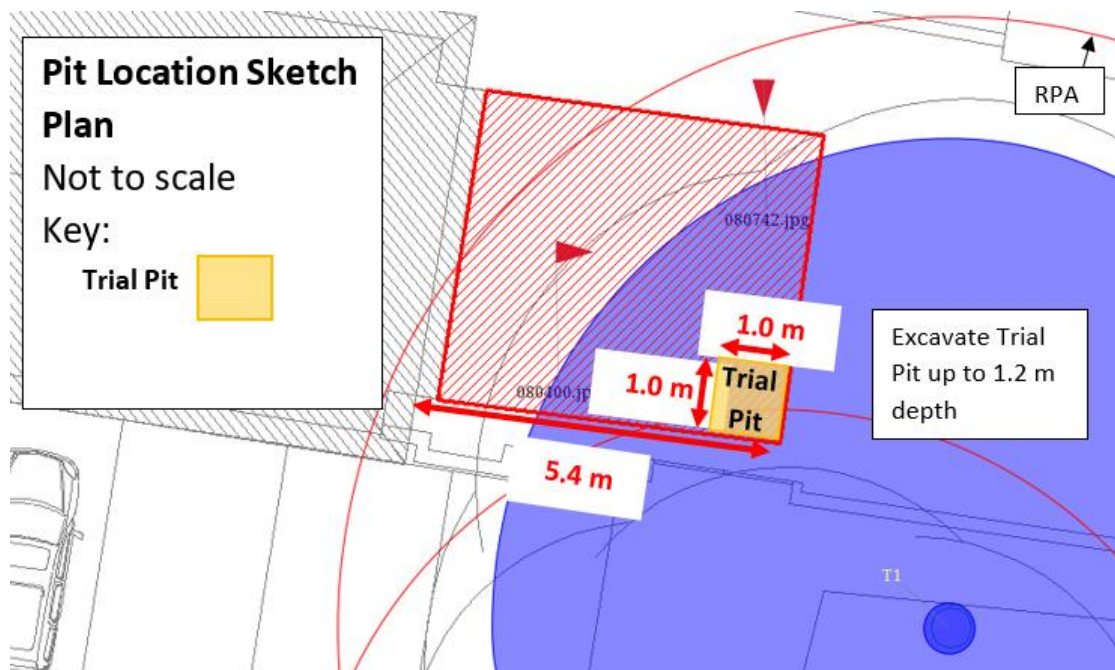 Pit Location Sketch
Plan
Not to scale
Key:
Trial Pit
RPA
080742.jpg
1.0 m
Excavate Trial
Pit up to 1.2 m
depth
1.0 m
Trial
Pit
080400.jp
5.4 m
T1